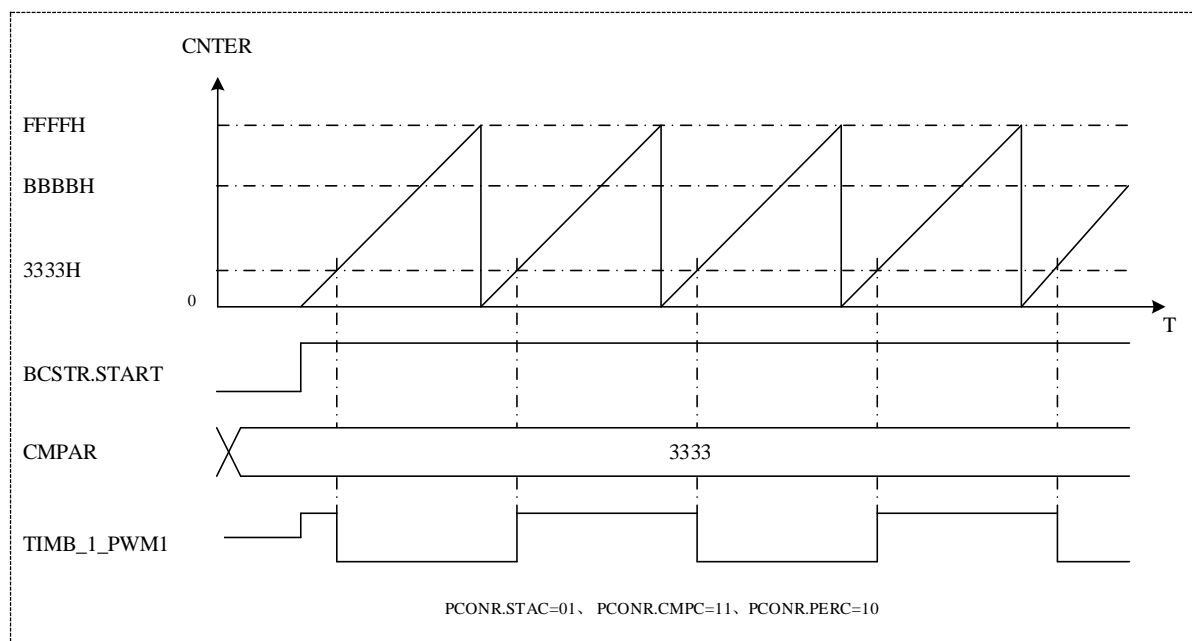 CNTER
FFFFH
BBBBH
3333H
0
T
BCSTR.START
CMPAR
3333
TIMB_1_PWM1
PCONR.STAC=01、 PCONR.CMPC=11、PCONR.PERC=10